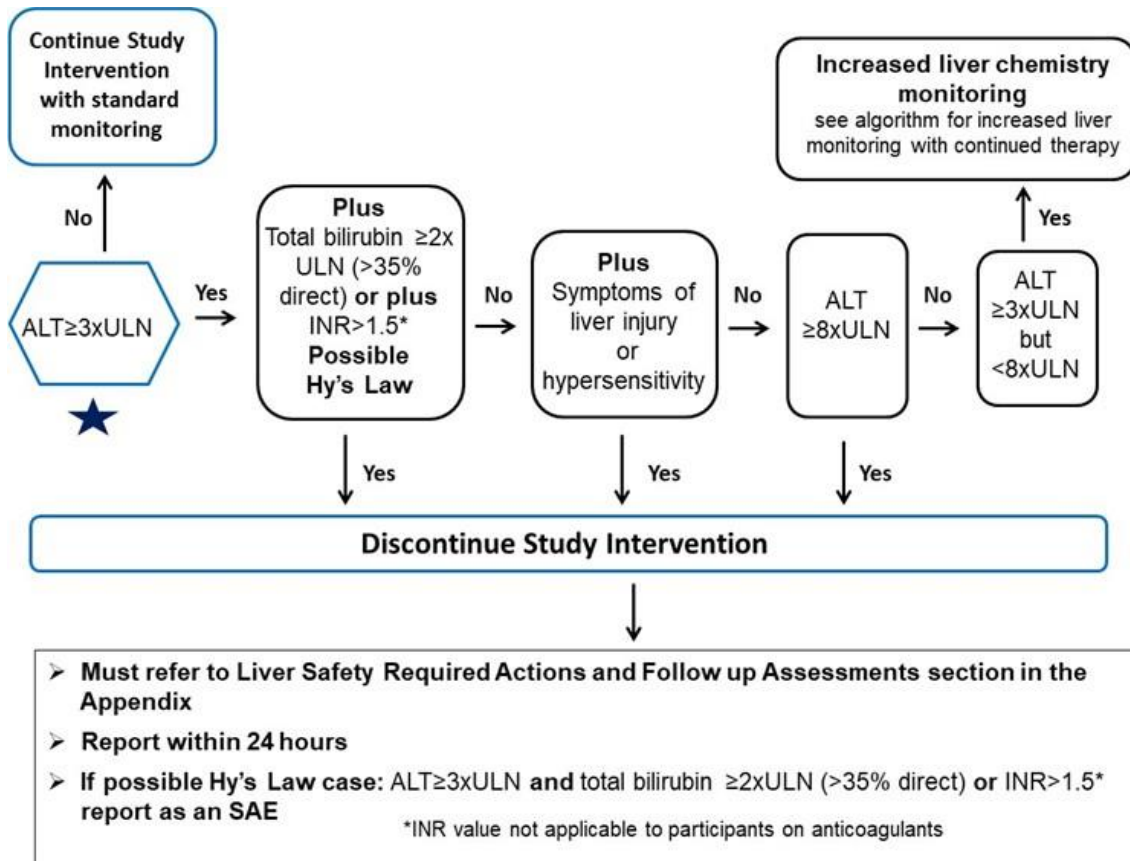 Continue Study
Intervention
with standard
monitoring
Increased liver chemistry
monitoring
see algorithm for increased liver
monitoring with continued therapy
No
Yes
ALT≥3xULN
Yes
Plus
Total bilirubin ≥2x
ULN (>35%
direct) or plus
INR>1.5*
Possible
Hy's Law
No
Plus
Symptoms of
liver injury
or
hypersensitivity
No
ALT
≥8xULN
No
ALT
≥3xULN
but
<8xULN
Yes
Yes
Yes
Discontinue Study Intervention
➢ Must refer to Liver Safety Required Actions and Follow up Assessments section in the
Appendix
➢ Report within 24 hours
➢ If possible Hy's Law case: ALT≥3xULN and total bilirubin ≥2xULN (>35% direct) or INR>1.5*
report as an SAE
*INR value not applicable to participants on anticoagulants